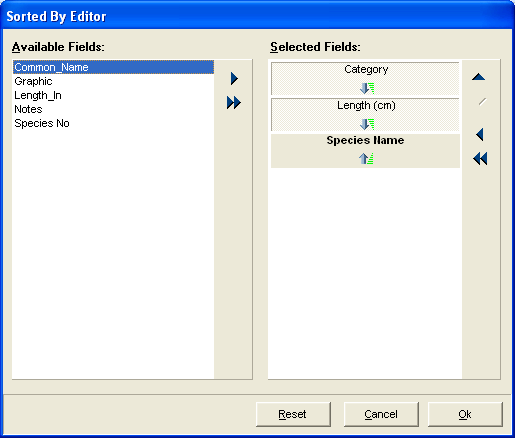 Sorted By Editor
Available Fields:
Common_Name
Graphic
Length_In
Notes
Species No
Selected Fields:
Category
Length (cm)
Species Name
Reset
Cancel
Ok